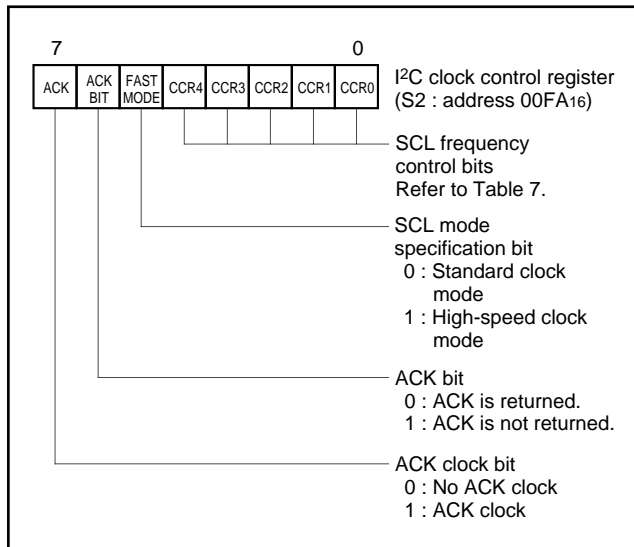 7 0
ACK ACK BIT FAST MODE CCR4 CCR3 CCR2 CCR1 CCR0
I²C clock control register
(S2 : address 00FA₁₆)
SCL frequency
control bits
Refer to Table 7.
SCL mode
specification bit
0 : Standard clock
mode
1 : High-speed clock
mode
ACK bit
0 : ACK is returned.
1 : ACK is not returned.
ACK clock bit
0 : No ACK clock
1 : ACK clock